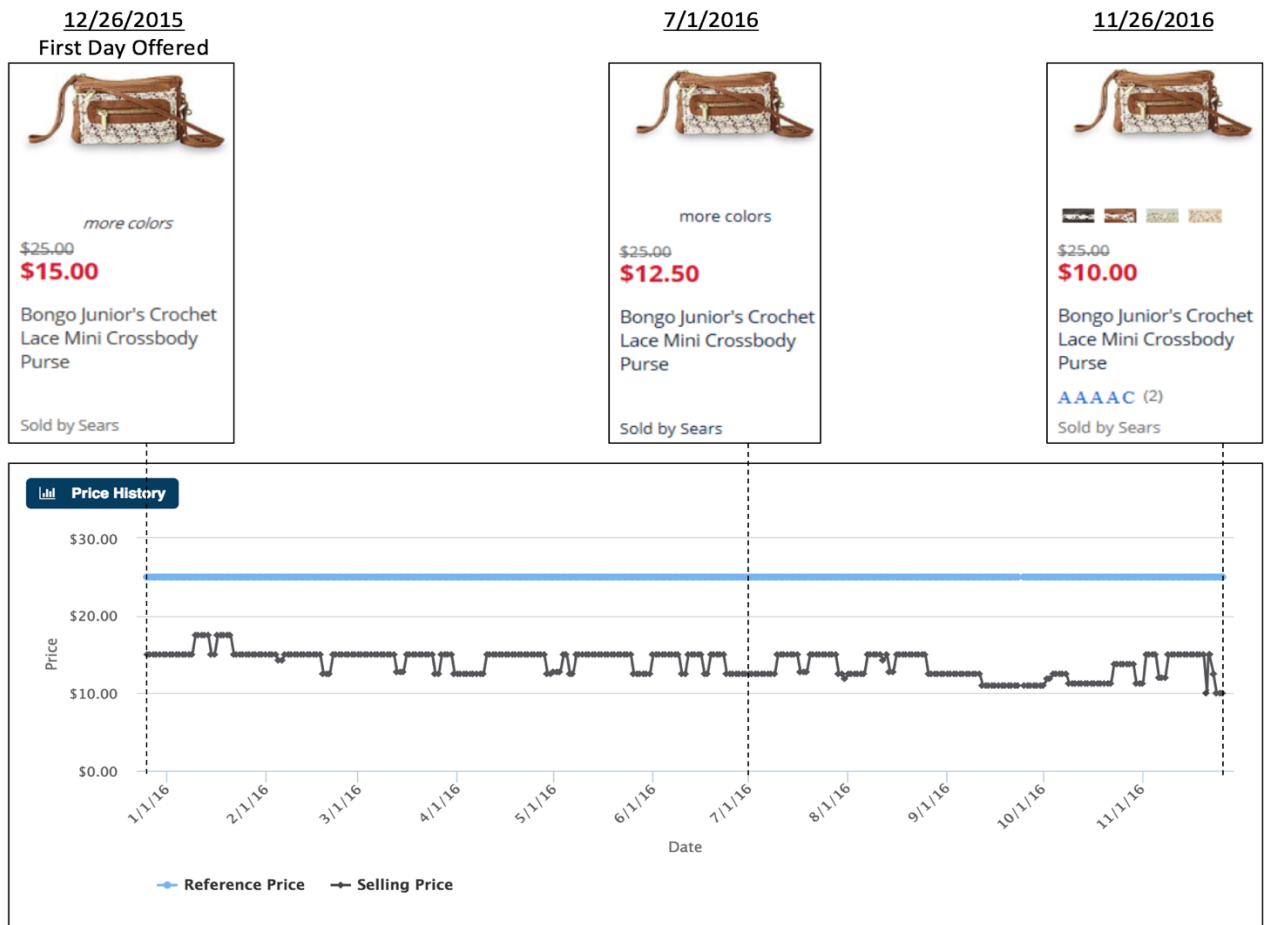 12/26/2015
First Day Offered
7/1/2016
11/26/2016
more colors
$25.00
$15.00
Bongo Junior's Crochet
Lace Mini Crossbody
Purse
Sold by Sears
more colors
$25.00
$12.50
Bongo Junior's Crochet
Lace Mini Crossbody
Purse
Sold by Sears
$25.00
$10.00
Bongo Junior's Crochet
Lace Mini Crossbody
Purse
AAAAC (2)
Sold by Sears
Price History
$30.00
$20.00
$10.00
$0.00
Price
1/1/16
2/1/16
3/1/16
4/1/16
5/1/16
6/1/16
7/1/16
8/1/16
9/1/16
10/1/16
11/1/16
Date
Reference Price Selling Price